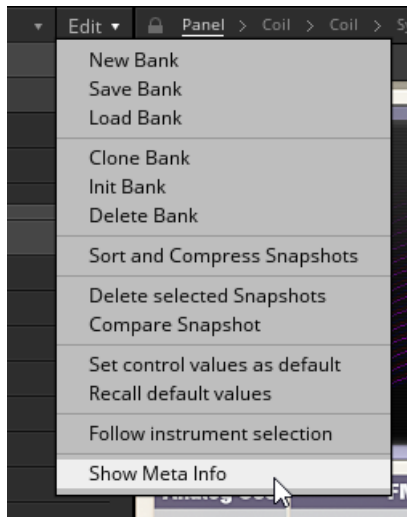 Edit ▾ Panel > Coil > Coil >
New Bank
Save Bank
Load Bank
Clone Bank
Init Bank
Delete Bank
Sort and Compress Snapshots
Delete selected Snapshots
Compare Snapshot
Set control values as default
Recall default values
Follow instrument selection
Show Meta Info